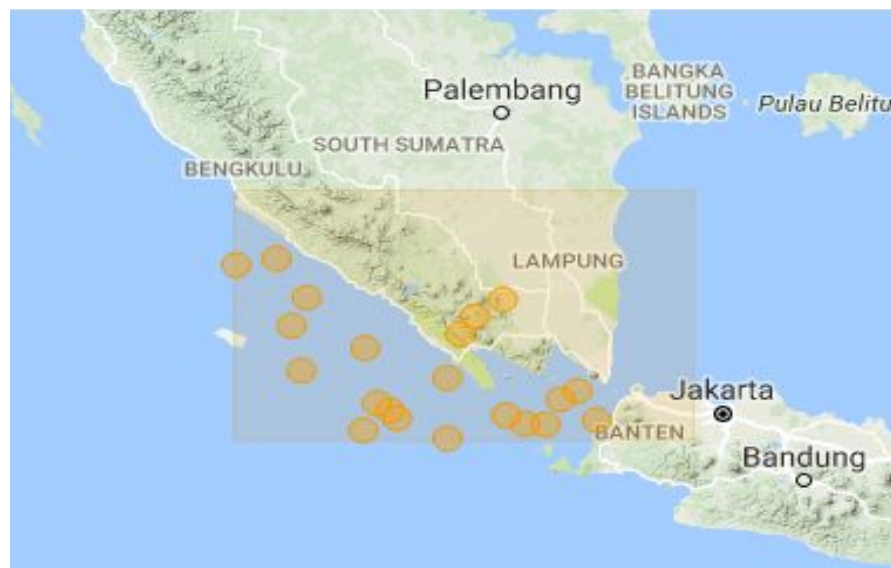 Palembang
BANGKA
BELITUNG
ISLANDS
Pulau Belitu
SOUTH SUMATRA
BENGKULU
LAMPUNG
Jakarta
BANTEN
Bandung